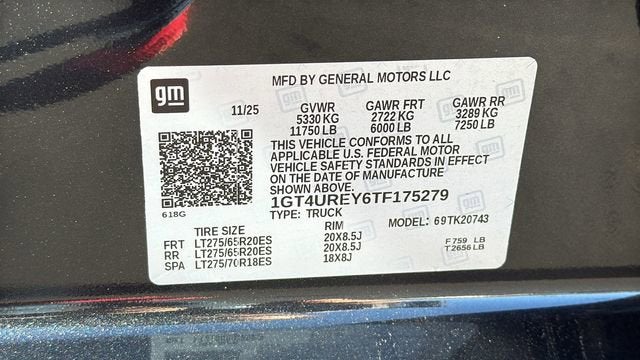 gm
MFD BY GENERAL MOTORS LLC
11/25 GVWR GAWR FRT GAWR RR
5330 KG 2722 KG 3289 KG
11750 LB 6000 LB 7250 LB
THIS VEHICLE CONFORMS TO ALL
APPLICABLE U.S. FEDERAL MOTOR
VEHICLE SAFETY STANDARDS IN EFFECT
ON THE DATE OF MANUFACTURE
SHOWN ABOVE.
618G
1GT4UREY6TF175279
TYPE: TRUCK MODEL: 69TK20743
TIRE SIZE RIM
FRT LT275/65R20ES 20X8.5J F 759 LB
RR LT275/65R20ES 20X8.5J T2656 LB
SPA LT275/70R18ES 18X8J